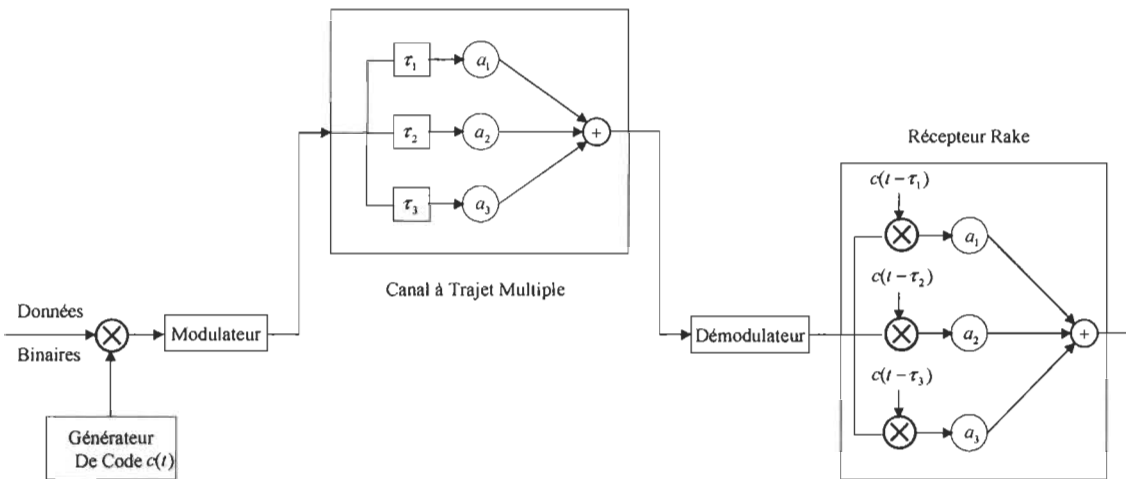 τ₁
a₁
τ₂
a₂
+
τ₃
a₃
Canal à Trajet Multiple
Données
Binaires
Modulateur
Générateur
De Code c(t)
Démodulateur
Récepteur Rake
c(t − τ₁)
a₁
c(t − τ₂)
a₂
+
c(t − τ₃)
a₃